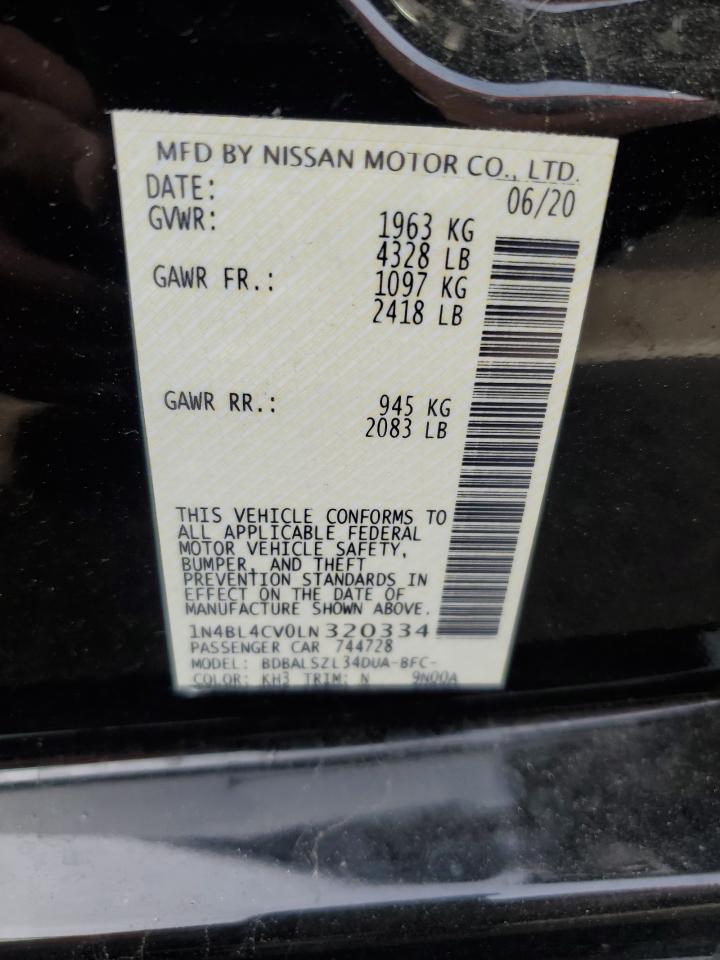 MFD BY NISSAN MOTOR CO., LTD.
DATE: 06/20
GVWR: 1963 KG
4328 LB
GAWR FR.: 1097 KG
2418 LB
GAWR RR.: 945 KG
2083 LB
THIS VEHICLE CONFORMS TO
ALL APPLICABLE FEDERAL
MOTOR VEHICLE SAFETY,
BUMPER, AND THEFT
PREVENTION STANDARDS IN
EFFECT ON THE DATE OF
MANUFACTURE SHOWN ABOVE.
1N4BL4CV0LN320334
PASSENGER CAR 744728
MODEL: BDBALSZL34DUA-BFC-
COLOR: KH3 TRIM: N 9N00A